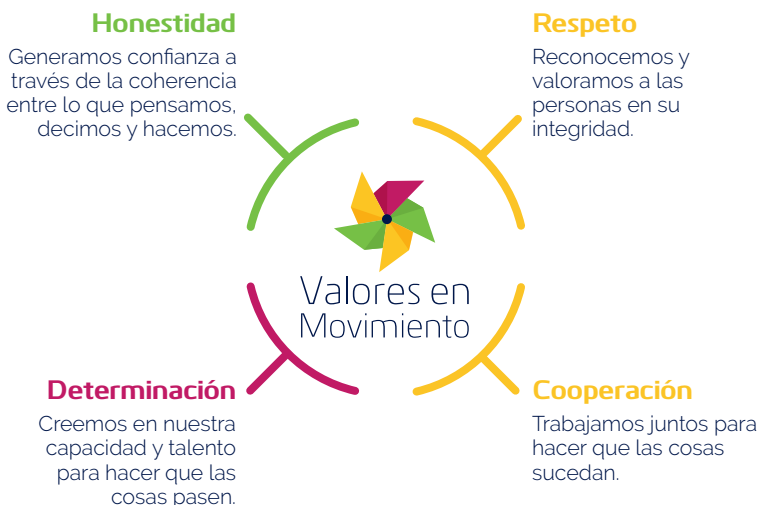 Honestidad
Generamos confianza a
través de la coherencia
entre lo que pensamos,
decimos y hacemos.
Respeto
Reconocemos y
valoramos a las
personas en su
integridad.
Valores en
Movimiento
Determinación
Creemos en nuestra
capacidad y talento
para hacer que las
cosas pasen.
Cooperación
Trabajamos juntos para
hacer que las cosas
sucedan.